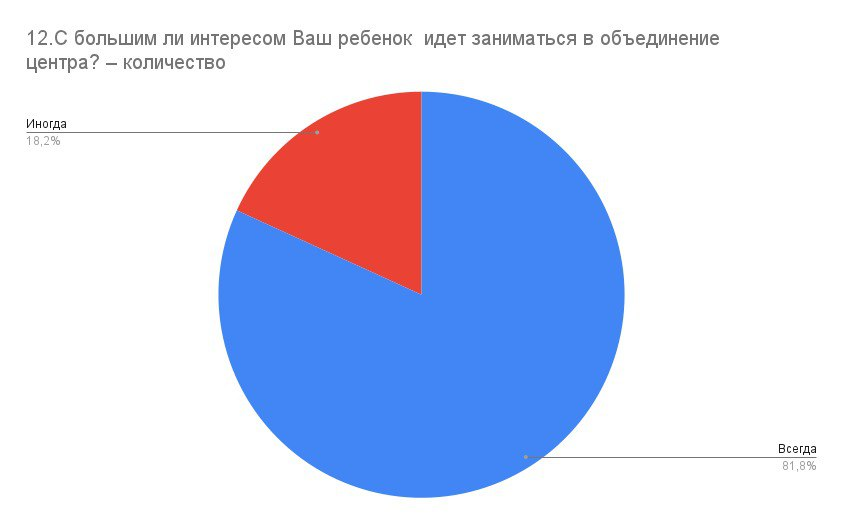 12.С большим ли интересом Ваш ребенок  идет заниматься в объединение
центра? – количество
Иногда
18,2%
Всегда
81,8%